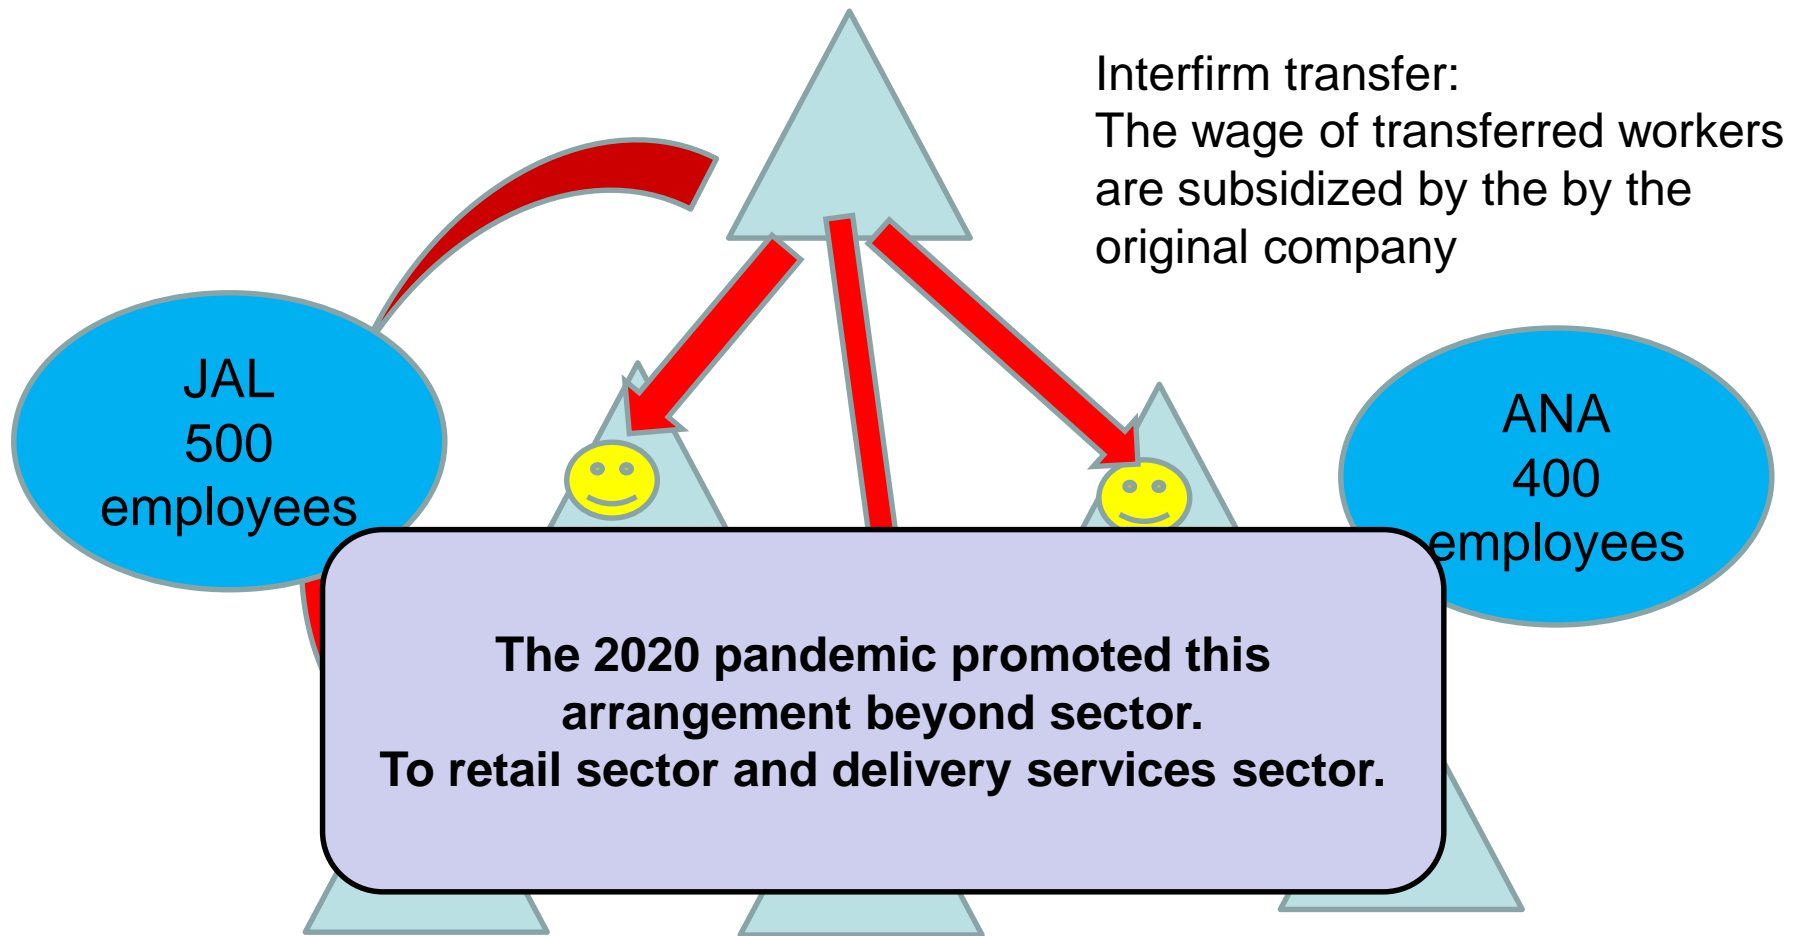 Interfirm transfer:
The wage of transferred workers
are subsidized by the by the
original company
JAL
500
employees
ANA
400
employees
The 2020 pandemic promoted this
arrangement beyond sector.
To retail sector and delivery services sector.